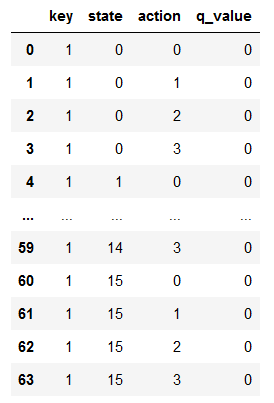 key state action q_value
0 1 0 0 0
1 1 0 1 0
2 1 0 2 0
3 1 0 3 0
4 1 1 0 0
... ... ... ... ...
59 1 14 3 0
60 1 15 0 0
61 1 15 1 0
62 1 15 2 0
63 1 15 3 0